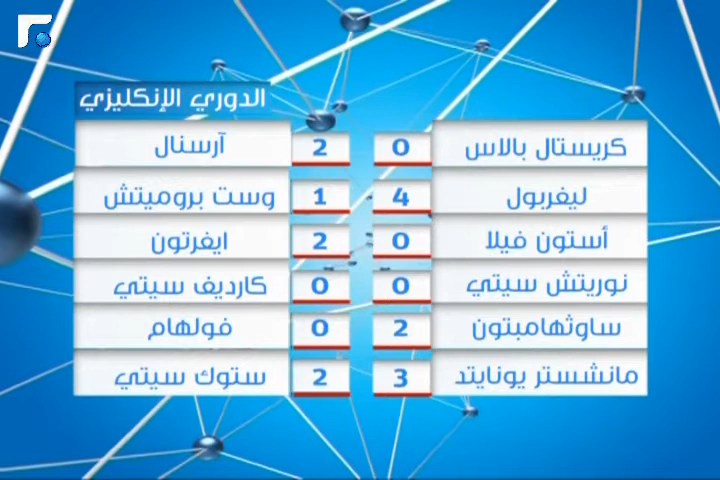 الدوري الإنكليزي
كريستال بالاس 0 2 آرسنال
ليفربول 4 1 وست بروميتش
أستون فيلا 0 2 ايفرتون
نوريتش سيتي 0 0 كارديف سيتي
ساوثهامبتون 2 0 فولهام
مانشستر يونايتد 3 2 ستوك سيتي